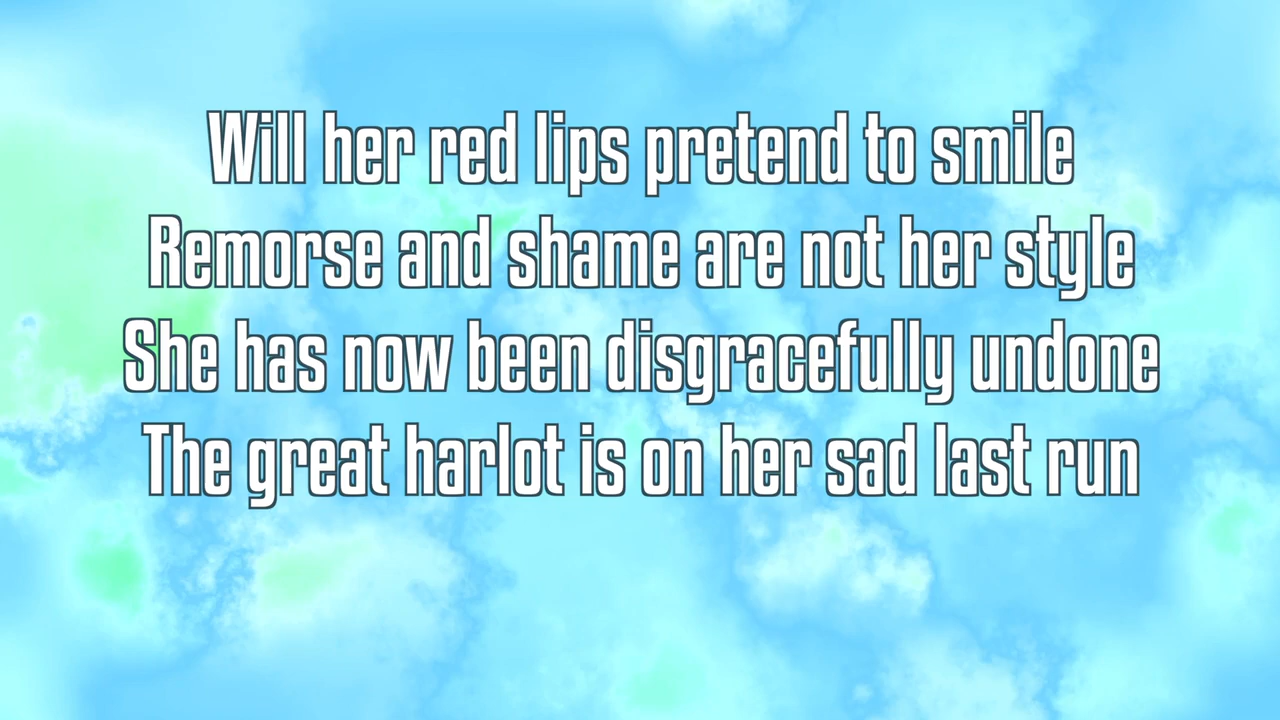 Will her red lips pretend to smile
Remorse and shame are not her style
She has now been disgracefully undone
The great harlot is on her sad last run